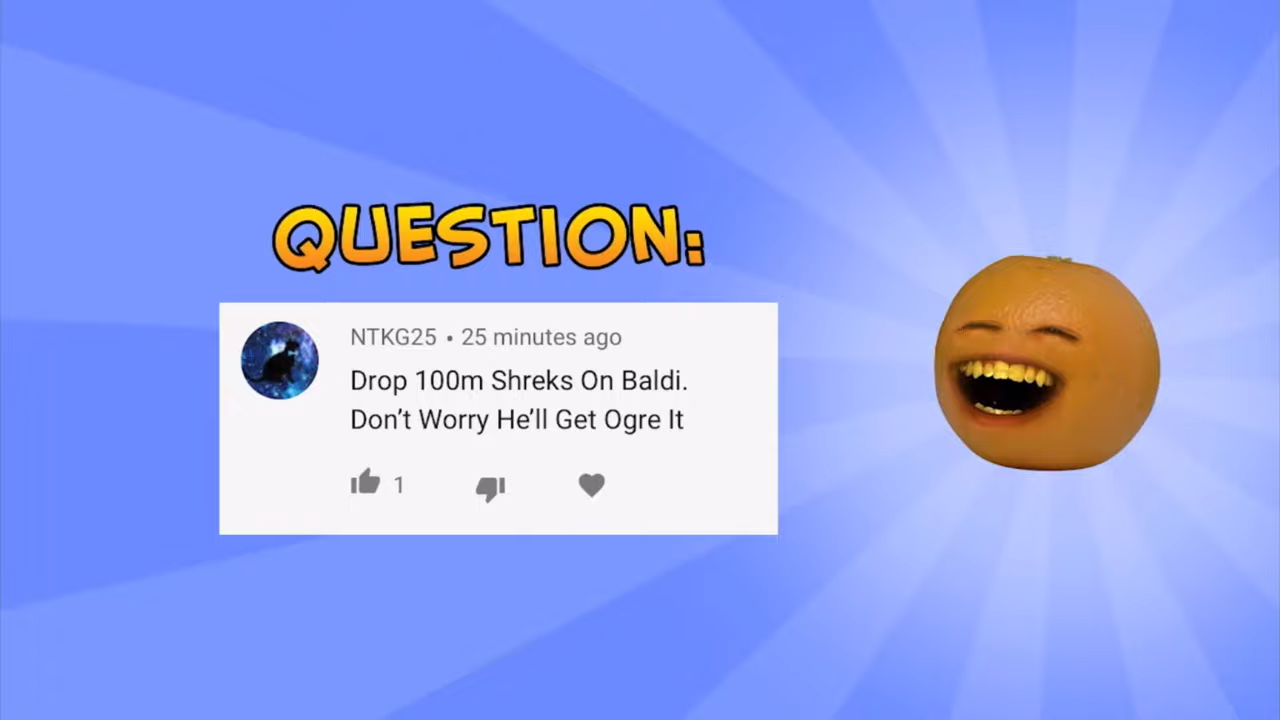 QUESTION:
NTKG25 • 25 minutes ago
Drop 100m Shreks On Baldi.
Don't Worry He'll Get Ogre It
1